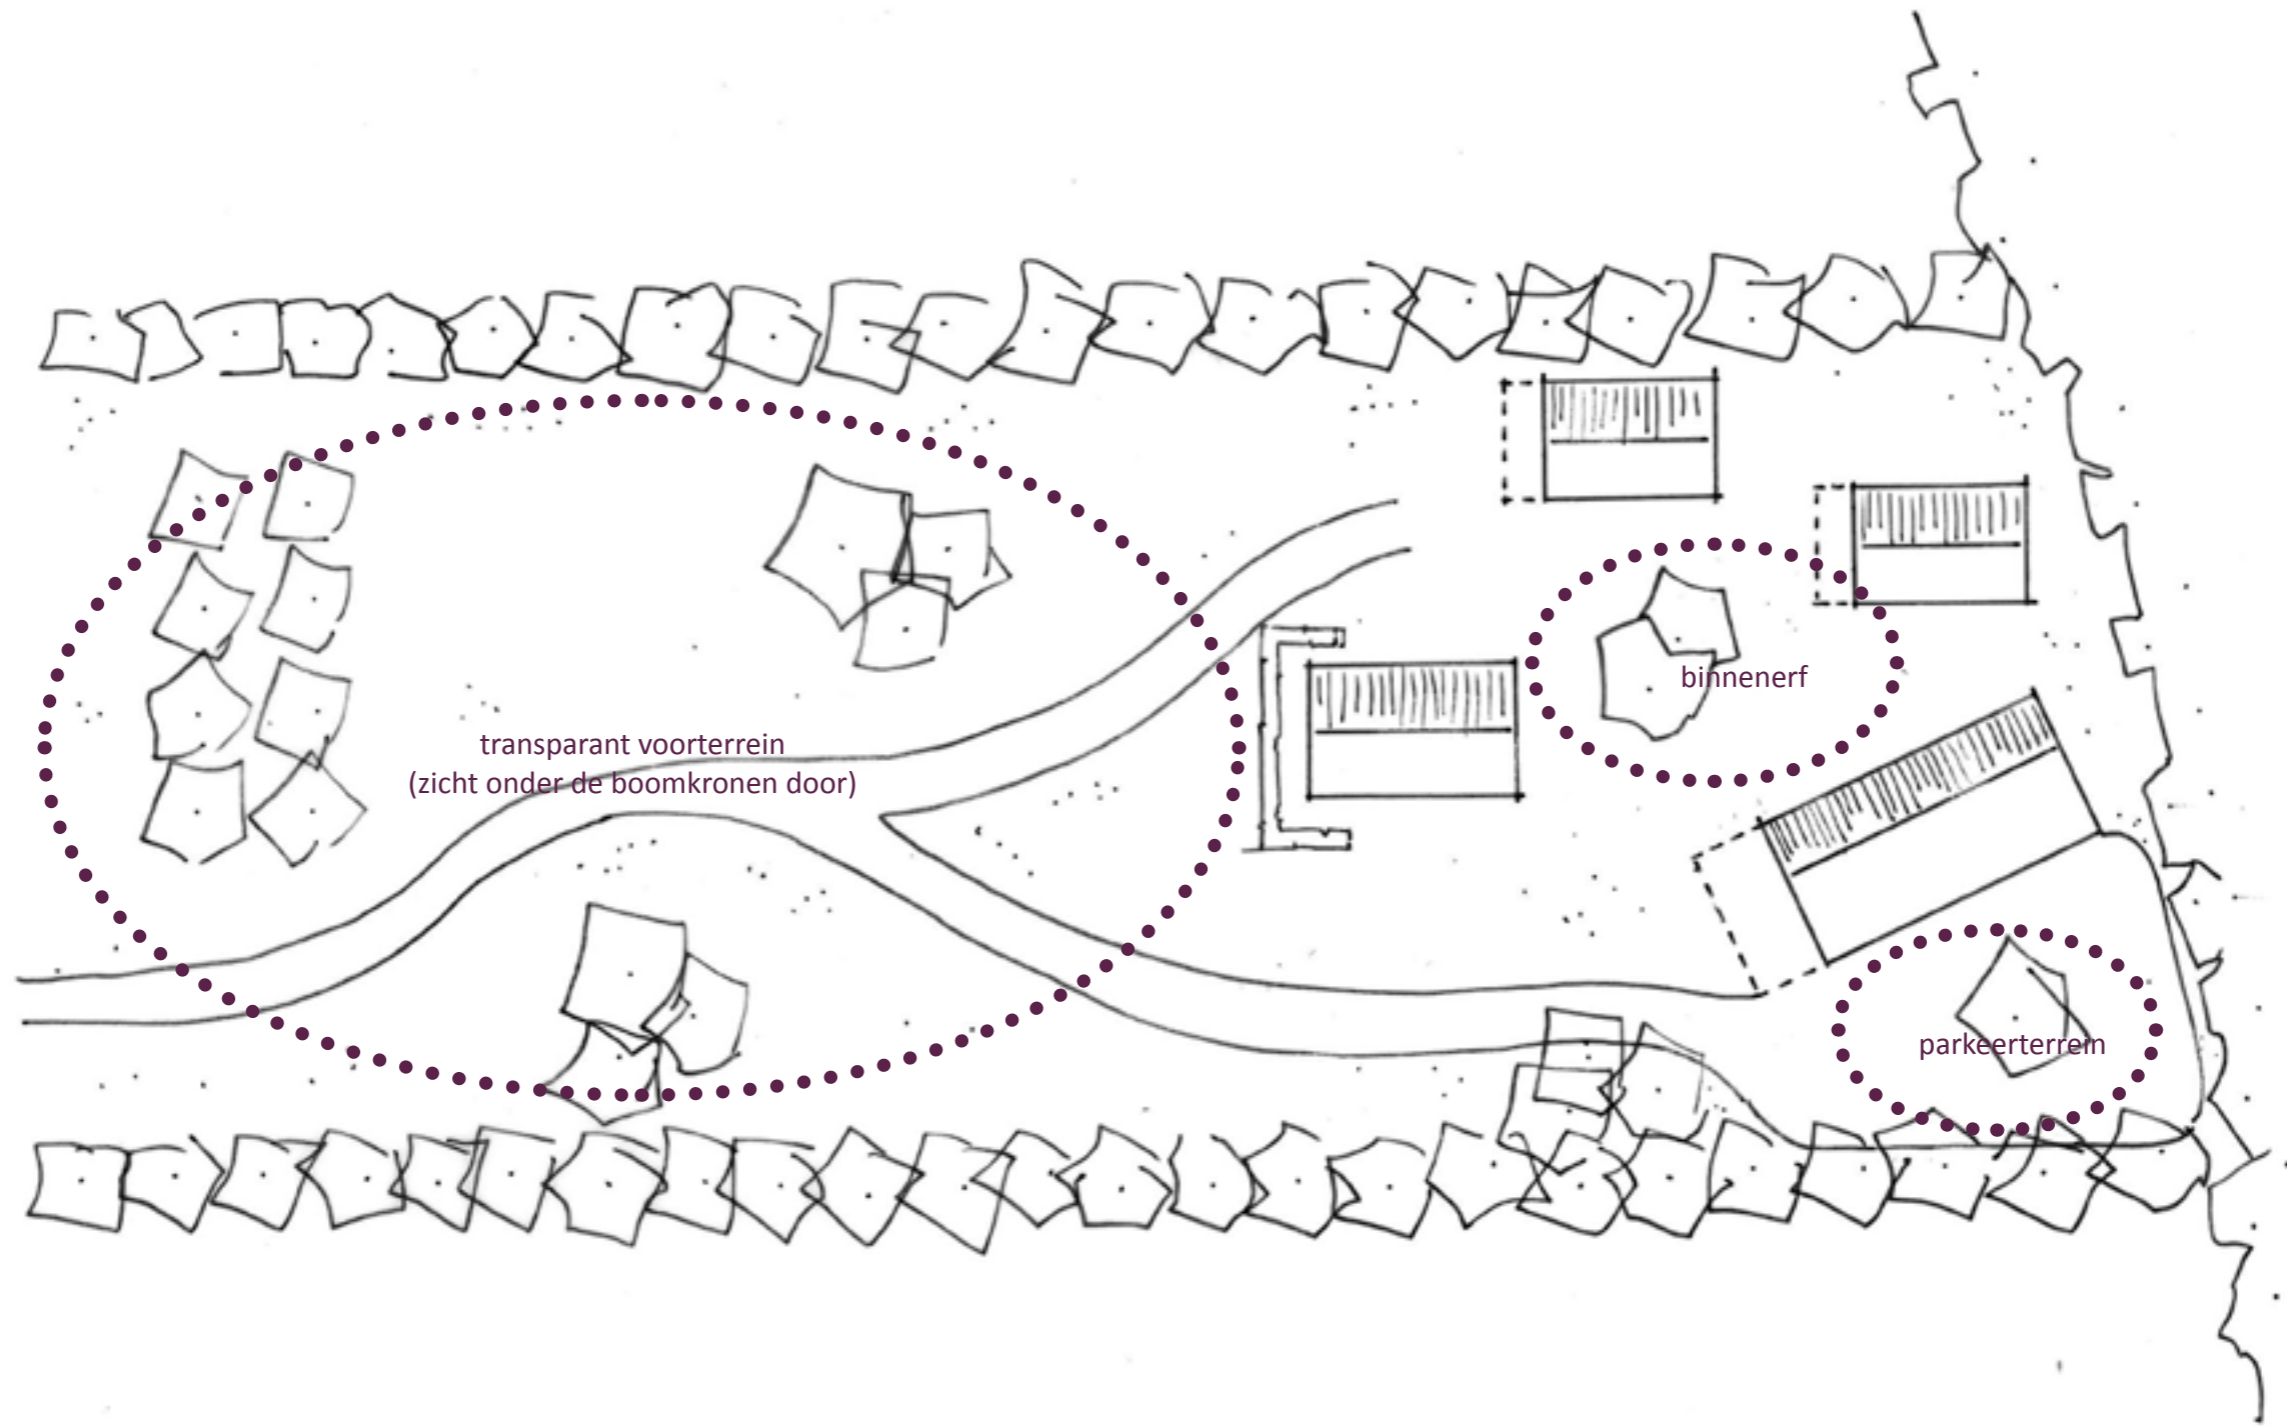 transparant voorterrein
(zicht onder de boomkronen door)
binnenerf
parkeerterrein